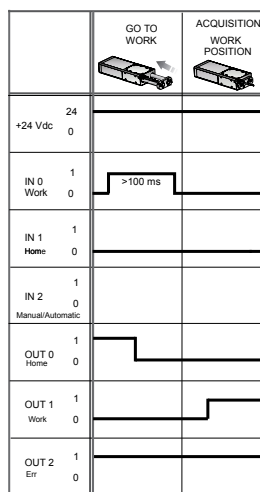 GO TO
WORK
ACQUISITION
WORK
POSITION
24
+24 Vdc
0
1
IN 0
Work
0
>100 ms
1
IN 1
Home
0
1
IN 2
0
Manual/Automatic
1
OUT 0
Home
0
1
OUT 1
Work
0
1
OUT 2
Err
0